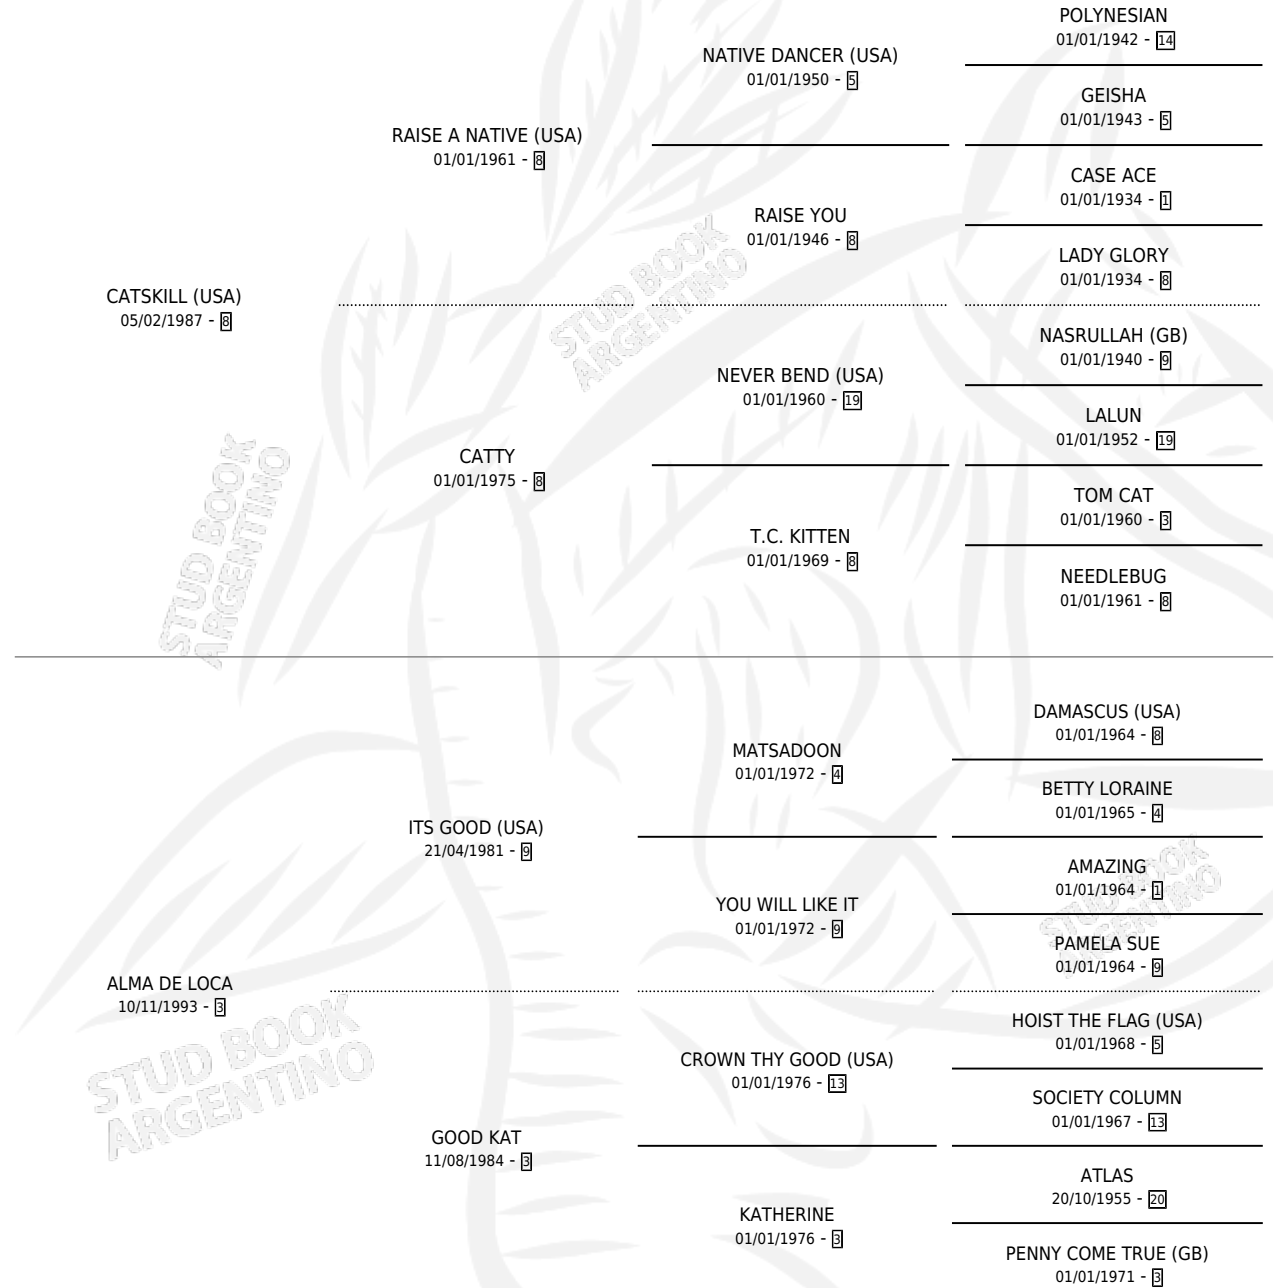 POLYNESIAN
01/01/1942 - 14
NATIVE DANCER (USA)
01/01/1950 - 5
GEISHA
01/01/1943 - 5
RAISE A NATIVE (USA)
01/01/1961 - 8
CASE ACE
01/01/1934 - 1
RAISE YOU
01/01/1946 - 8
LADY GLORY
01/01/1934 - 8
CATSKILL (USA)
05/02/1987 - 8
NASRULLAH (GB)
01/01/1940 - 9
NEVER BEND (USA)
01/01/1960 - 19
LALUN
01/01/1952 - 19
CATTY
01/01/1975 - 8
TOM CAT
01/01/1960 - 3
T.C. KITTEN
01/01/1969 - 8
NEEDLEBUG
01/01/1961 - 8
STUD BOOK
ARGENTINO
STUD BOOK
ARGENTINO
DAMASCUS (USA)
01/01/1964 - 8
MATSADOON
01/01/1972 - 4
BETTY LORAINE
01/01/1965 - 4
ITS GOOD (USA)
21/04/1981 - 9
AMAZING
01/01/1964 - 1
YOU WILL LIKE IT
01/01/1972 - 9
PAMELA SUE
01/01/1964 - 9
ALMA DE LOCA
10/11/1993 - 3
HOIST THE FLAG (USA)
01/01/1968 - 5
CROWN THY GOOD (USA)
01/01/1976 - 13
SOCIETY COLUMN
01/01/1967 - 13
GOOD KAT
11/08/1984 - 3
ATLAS
20/10/1955 - 20
KATHERINE
01/01/1976 - 3
PENNY COME TRUE (GB)
01/01/1971 - 3
STUD BOOK
ARGENTINO
STUD BOOK
ARGENTINO